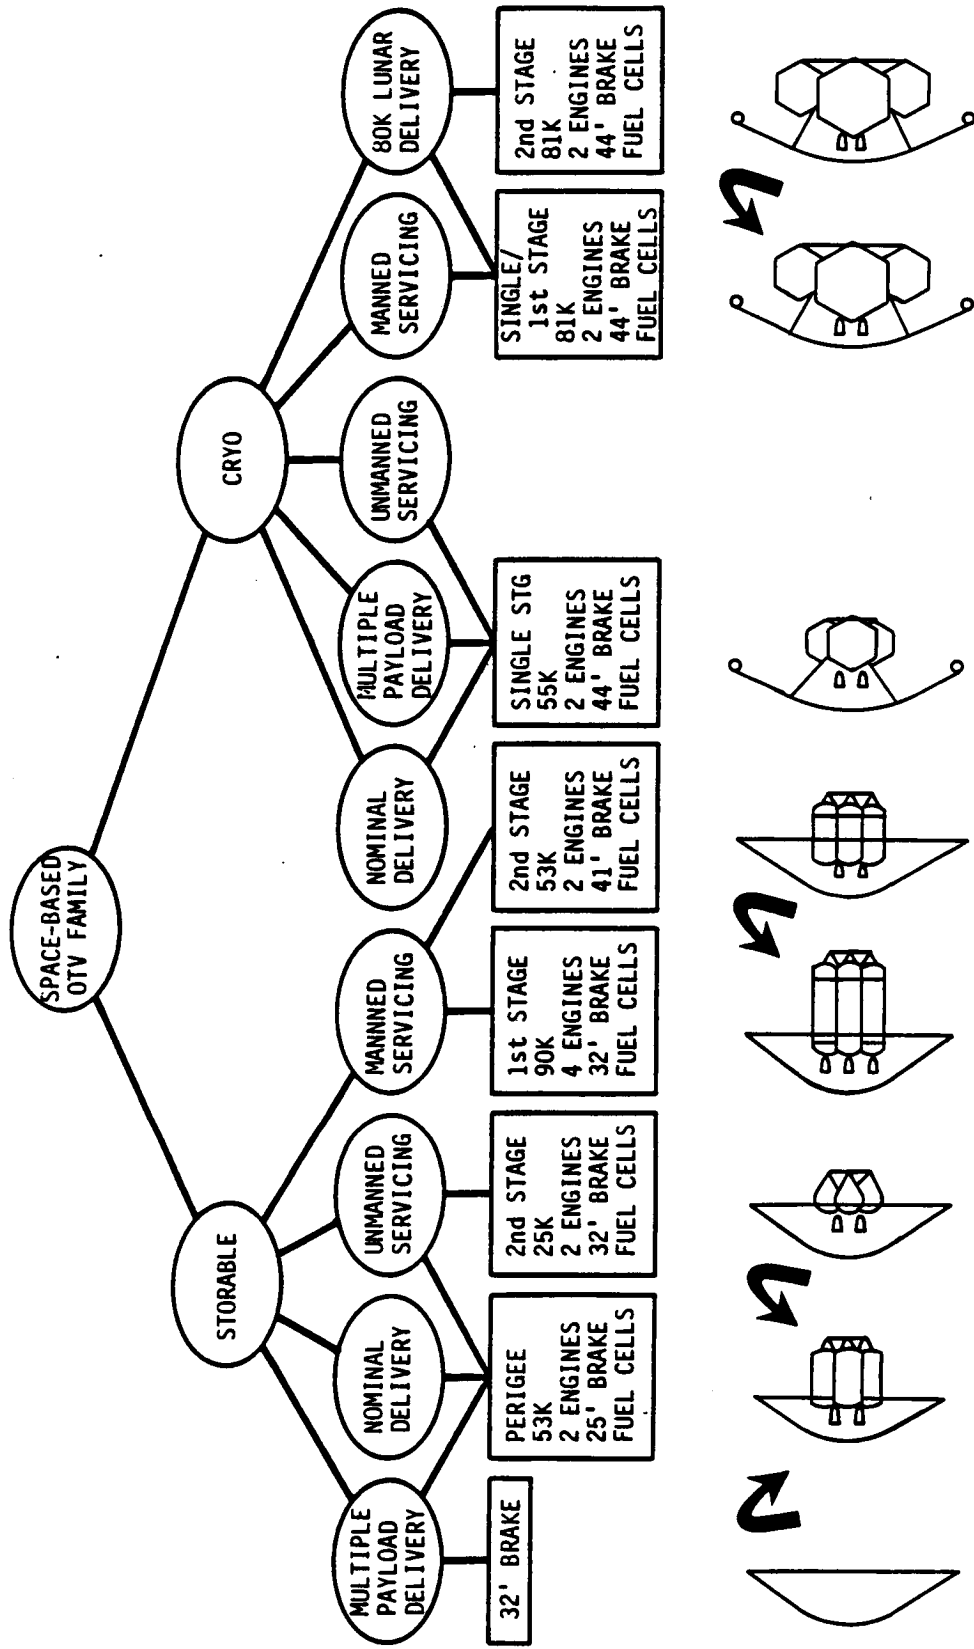 SPACE-BASED
OTV FAMILY
STORABLE
CRYO
MULTIPLE
PAYLOAD
DELIVERY
NOMINAL
DELIVERY
UNMANNED
SERVICING
MANNNED
SERVICING
NOMINAL
DELIVERY
MULTIPLE
PAYLOAD
DELIVERY
UNMANNED
SERVICING
MANNED
SERVICING
80K LUNAR
DELIVERY
32' BRAKE
PERIGEE
53K
2 ENGINES
25' BRAKE
FUEL CELLS
2nd STAGE
25K
2 ENGINES
32' BRAKE
FUEL CELLS
1st STAGE
90K
4 ENGINES
32' BRAKE
FUEL CELLS
2nd STAGE
53K
2 ENGINES
41' BRAKE
FUEL CELLS
SINGLE STG
55K
2 ENGINES
44' BRAKE
FUEL CELLS
SINGLE/
1st STAGE
81K
2 ENGINES
44' BRAKE
FUEL CELLS
2nd STAGE
81K
2 ENGINES
44' BRAKE
FUEL CELLS